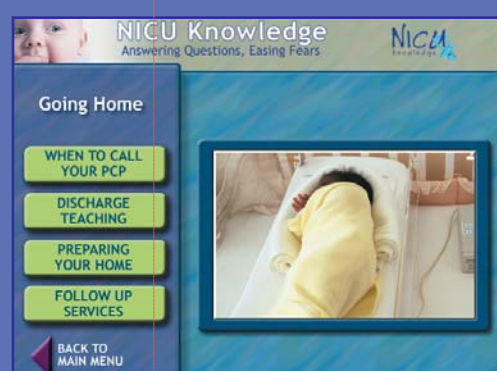 NICU Knowledge
Answering Questions, Easing Fears
NICU
knowledge
Going Home
WHEN TO CALL
YOUR PCP
DISCHARGE
TEACHING
PREPARING
YOUR HOME
FOLLOW UP
SERVICES
BACK TO
MAIN MENU